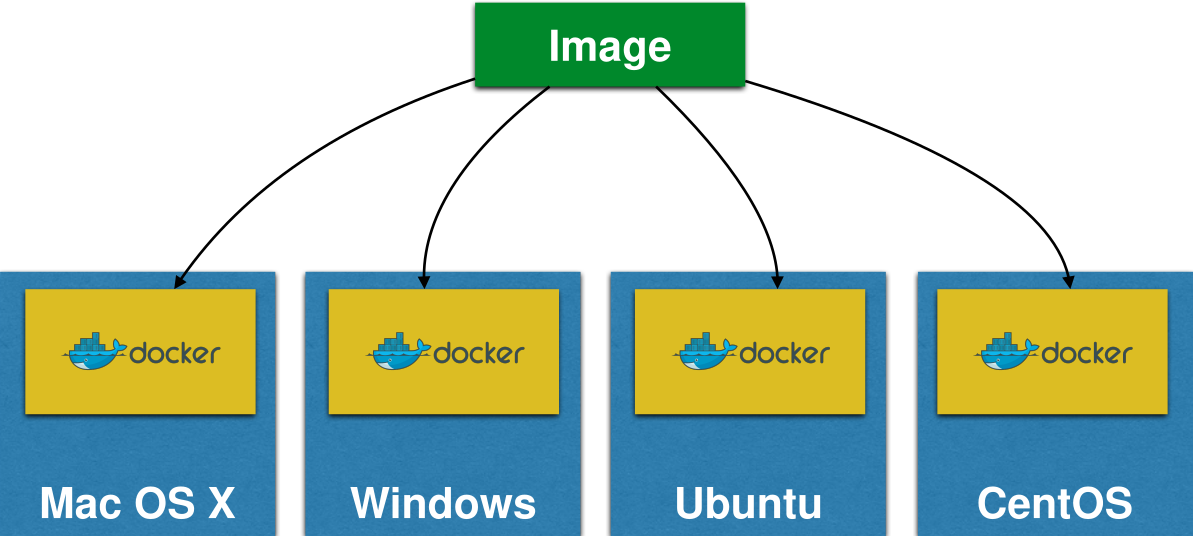 Image
docker
docker
docker
docker
Mac OS X
Windows
Ubuntu
CentOS